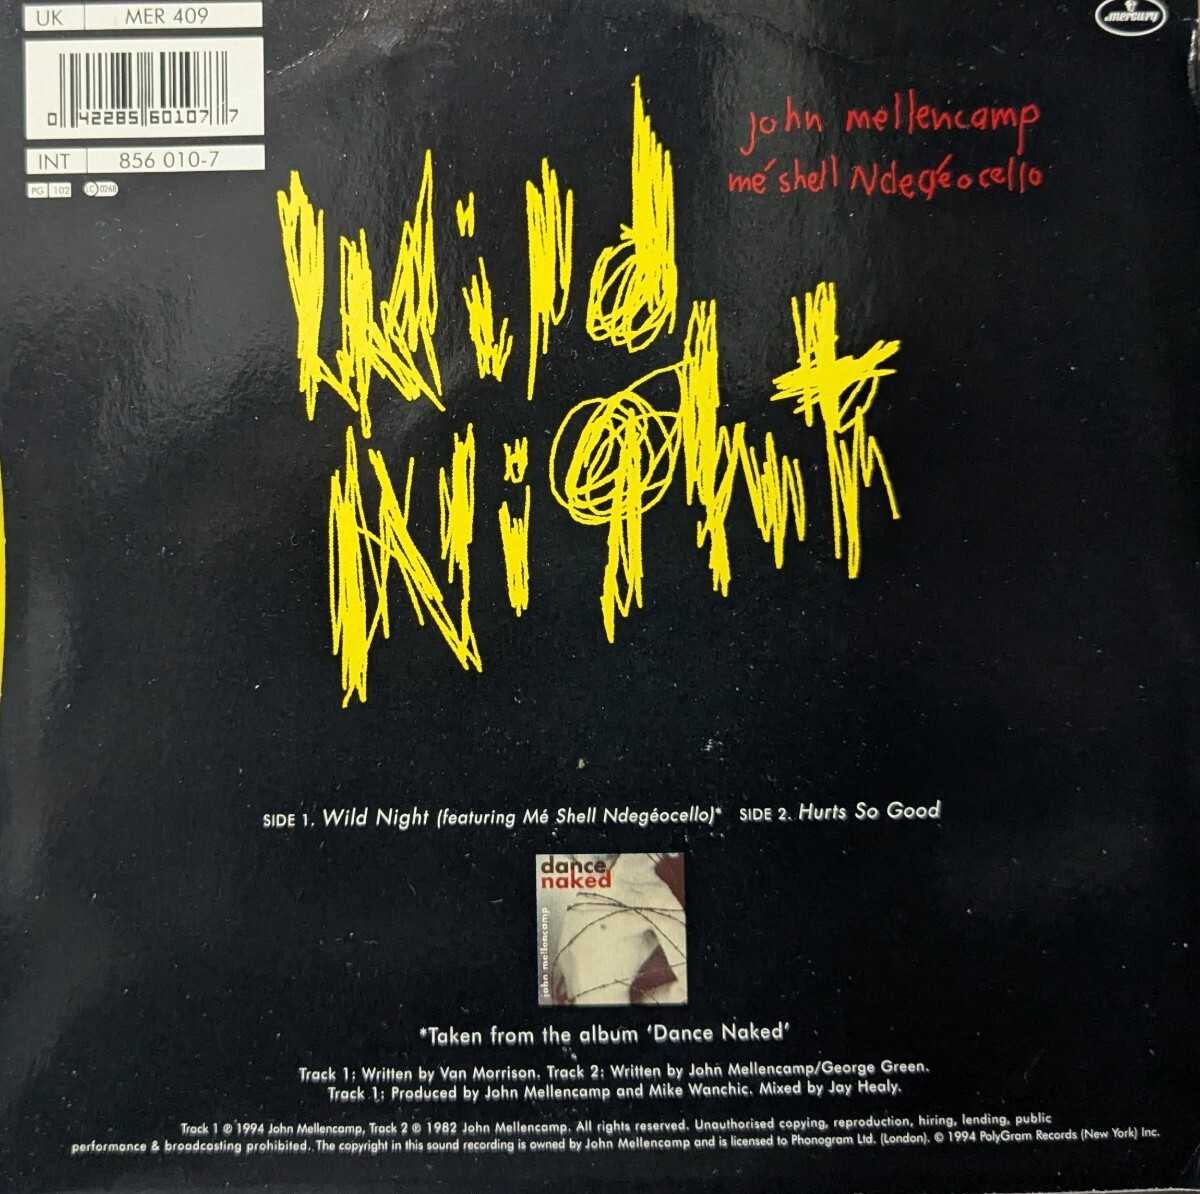 UK MER 409
0 42285 60107 7
INT 856 010-7
PG 102 LC 0268
mercury
john mellencamp
mé shell Ndegéocello
wild
Night
SIDE 1. Wild Night (featuring Mé Shell Ndegéocello)* SIDE 2. Hurts So Good
dance
naked
john mellencamp
*Taken from the album ‘Dance Naked’
Track 1; Written by Van Morrison. Track 2: Written by John Mellencamp/George Green.
Track 1; Produced by John Mellencamp and Mike Wanchic. Mixed by Jay Healy.
Track 1 ℗ 1994 John Mellencamp, Track 2 ℗ 1982 John Mellencamp. All rights reserved. Unauthorised copying, reproduction, hiring, lending, public
performance & broadcasting prohibited. The copyright in this sound recording is owned by John Mellencamp and is licensed to Phonogram Ltd. (London). © 1994 PolyGram Records (New York) Inc.